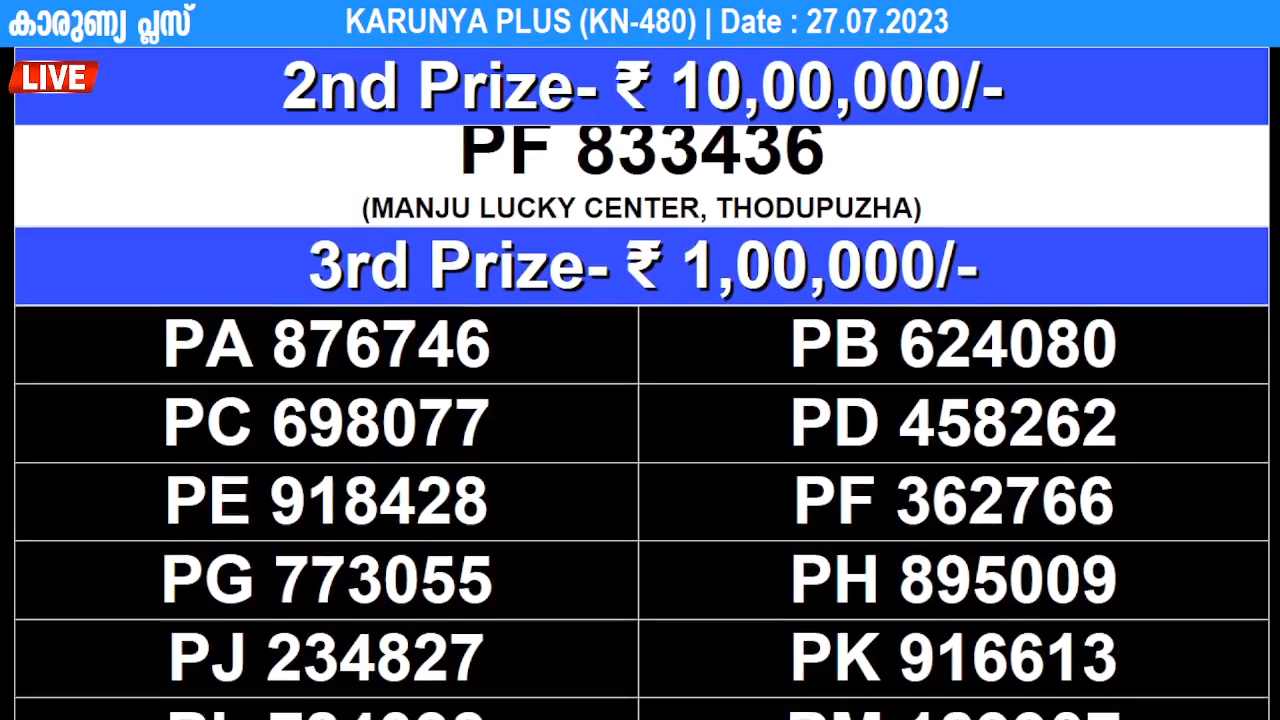 കാരുണ്യ പ്ലസ് KARUNYA PLUS (KN-480) | Date : 27.07.2023
LIVE
2nd Prize- ₹ 10,00,000/-
PF 833436
(MANJU LUCKY CENTER, THODUPUZHA)
3rd Prize- ₹ 1,00,000/-
PA 876746 PB 624080
PC 698077 PD 458262
PE 918428 PF 362766
PG 773055 PH 895009
PJ 234827 PK 916613